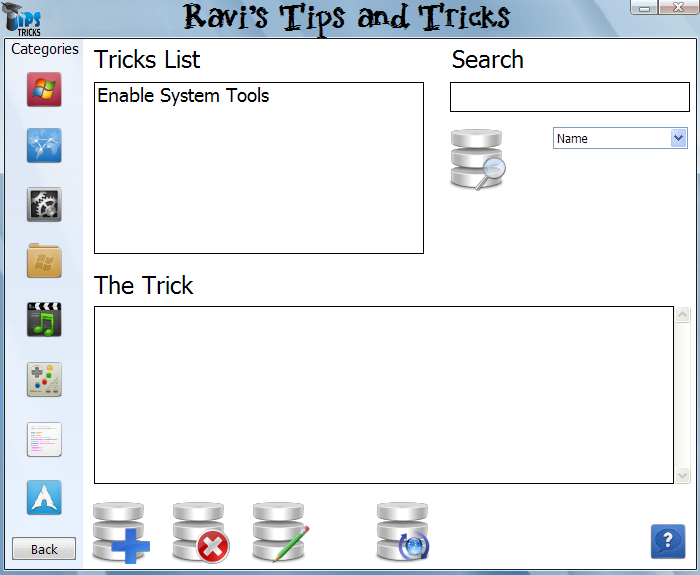 TIPS
TRICKS
Ravi's Tips and Tricks
Categories
Tricks List
Search
Enable System Tools
Name
The Trick
Back
?